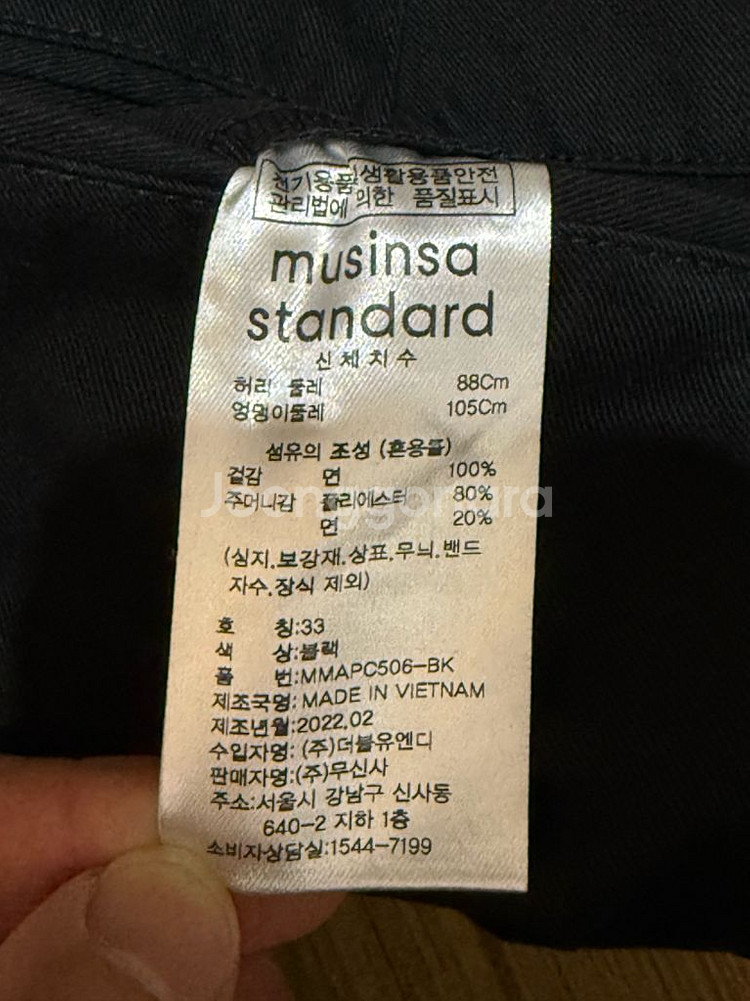 전기용품 생활용품안전
관리법에 의한 품질표시
musinsa
standard
신체치수
허리 둘레 88Cm
엉덩이둘레 105Cm
섬유의 조성 (혼용률)
겉감 면 100%
주머니감 폴리에스터 80%
면 20%
(심지.보강재.상표.무늬.밴드
자수.장식 제외)
호 칭:33
색 상:블랙
품 번:MMAPC506-BK
제조국명: MADE IN VIETNAM
제조년월:2022.02
수입자명: (주)더블유엔디
판매자명:(주)무신사
주소:서울시 강남구 신사동
640-2 지하 1층
소비자상담실:1544-7199
Joonggonara